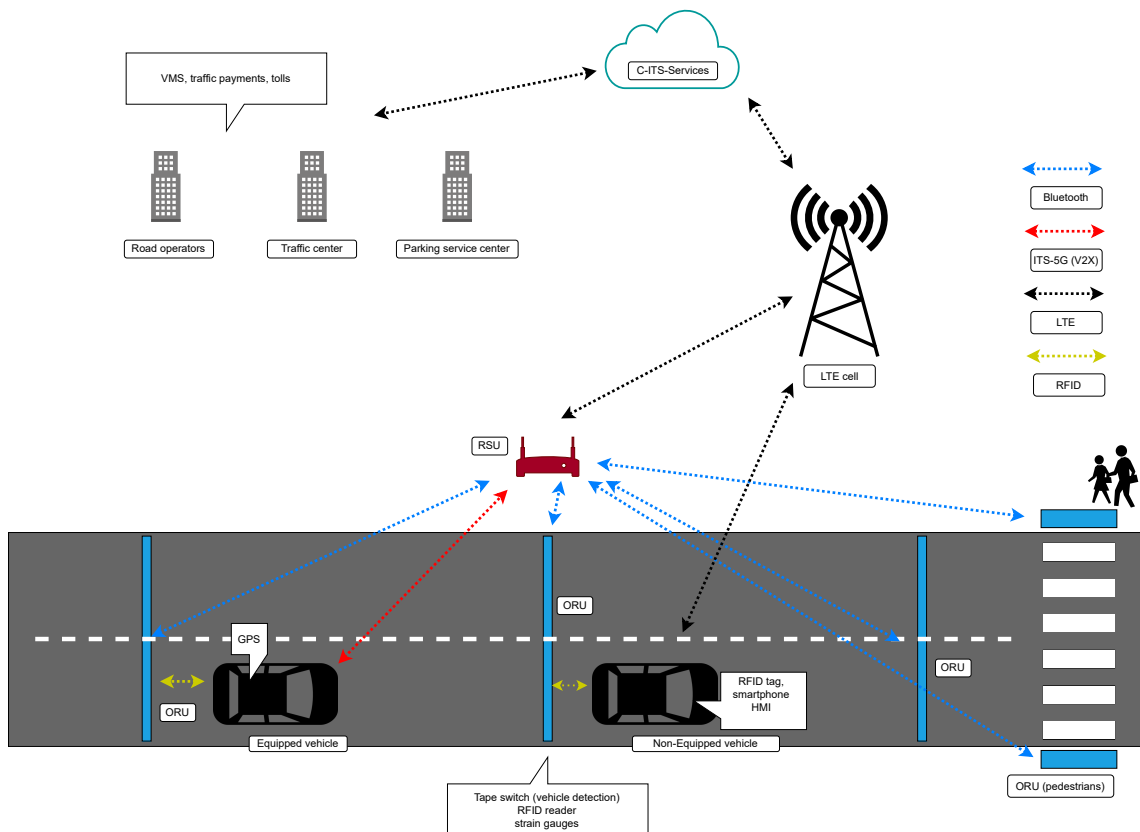 C-ITS-Services
VMS, traffic payments, tolls
Road operators
Traffic center
Parking service center
Bluetooth
ITS-5G (V2X)
LTE
RFID
LTE cell
RSU
ORU
GPS
ORU
ORU
RFID tag,
smartphone
HMI
Equipped vehicle
Non-Equipped vehicle
ORU (pedestrians)
Tape switch (vehicle detection)
RFID reader
strain gauges